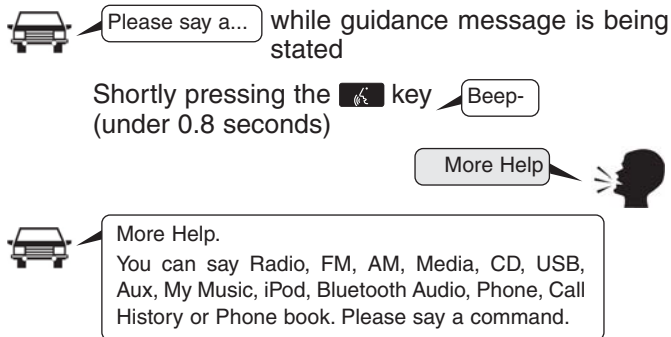 Please say a... while guidance message is being
stated
Shortly pressing the key Beep-
(under 0.8 seconds)
More Help
More Help.
You can say Radio, FM, AM, Media, CD, USB,
Aux, My Music, iPod, Bluetooth Audio, Phone, Call
History or Phone book. Please say a command.